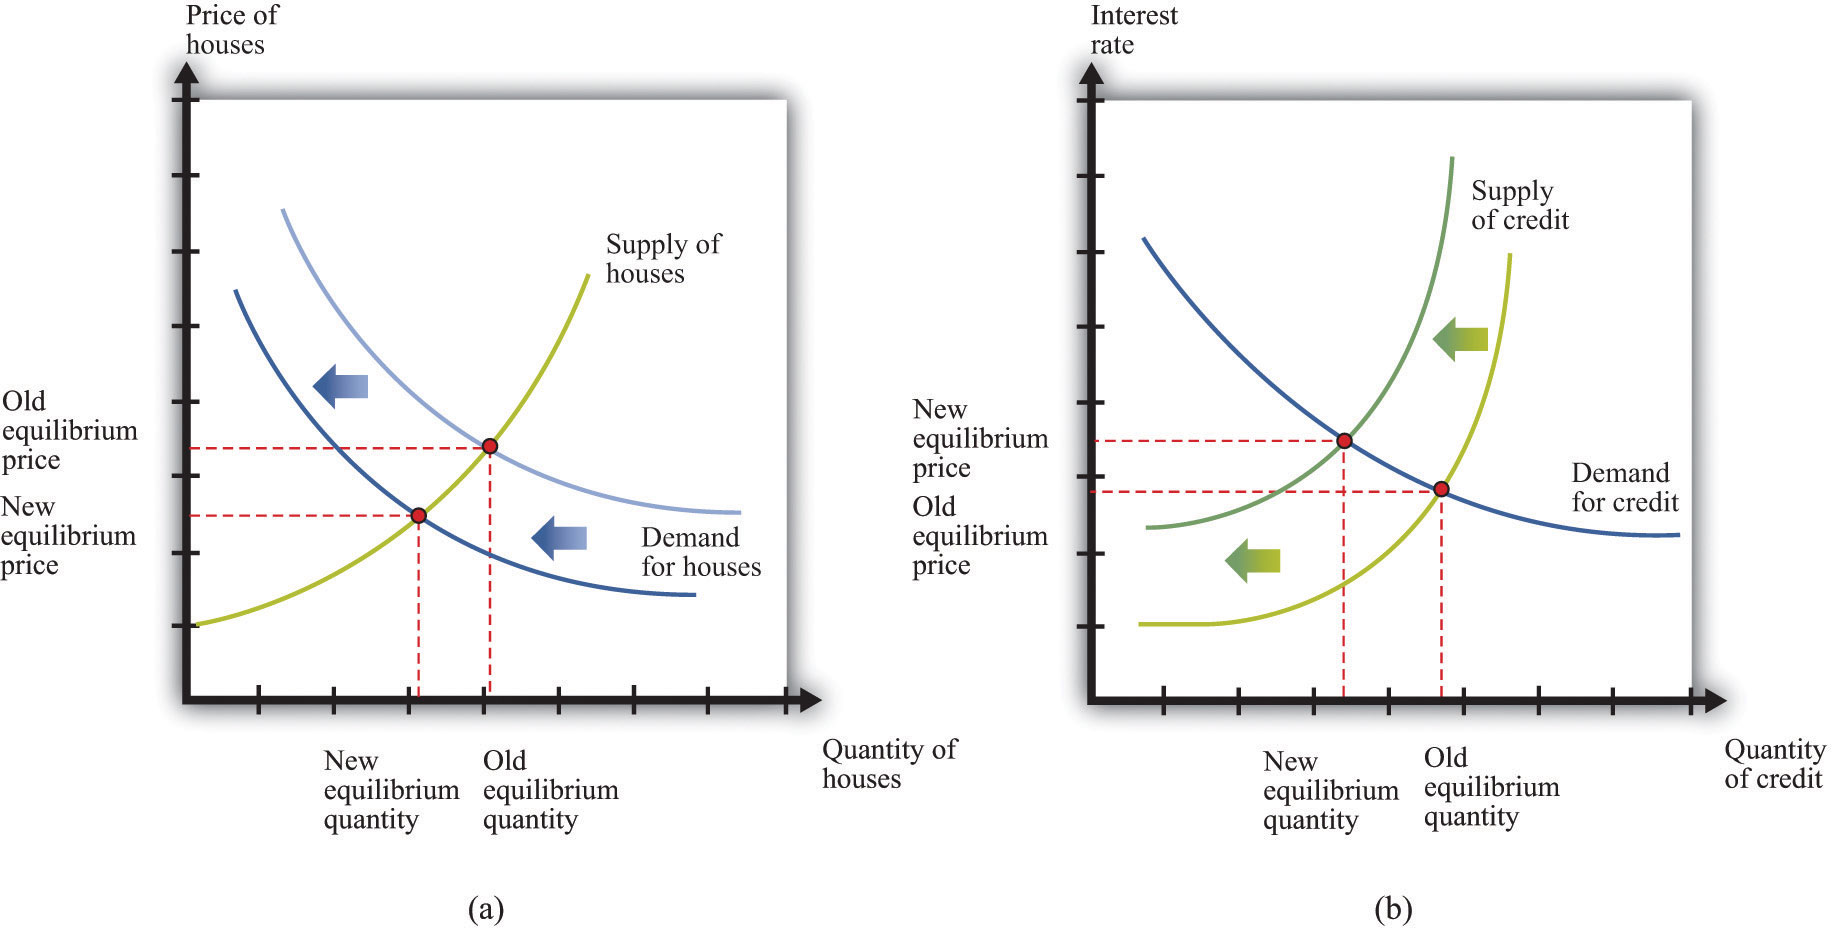 Price of
houses
Supply of
houses
Old
equilibrium
price
New
equilibrium
price
Demand
for houses
New
equilibrium
quantity
Old
equilibrium
quantity
Quantity of
houses
(a)
Interest
rate
Supply
of credit
New
equilibrium
price
Old
equilibrium
price
Demand
for credit
New
equilibrium
quantity
Old
equilibrium
quantity
Quantity
of credit
(b)